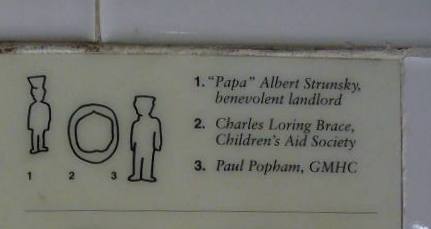 1. "Papa" Albert Strunsky,
benevolent landlord
2. Charles Loring Brace,
Children's Aid Society
3. Paul Popham, GMHC
1 2 3